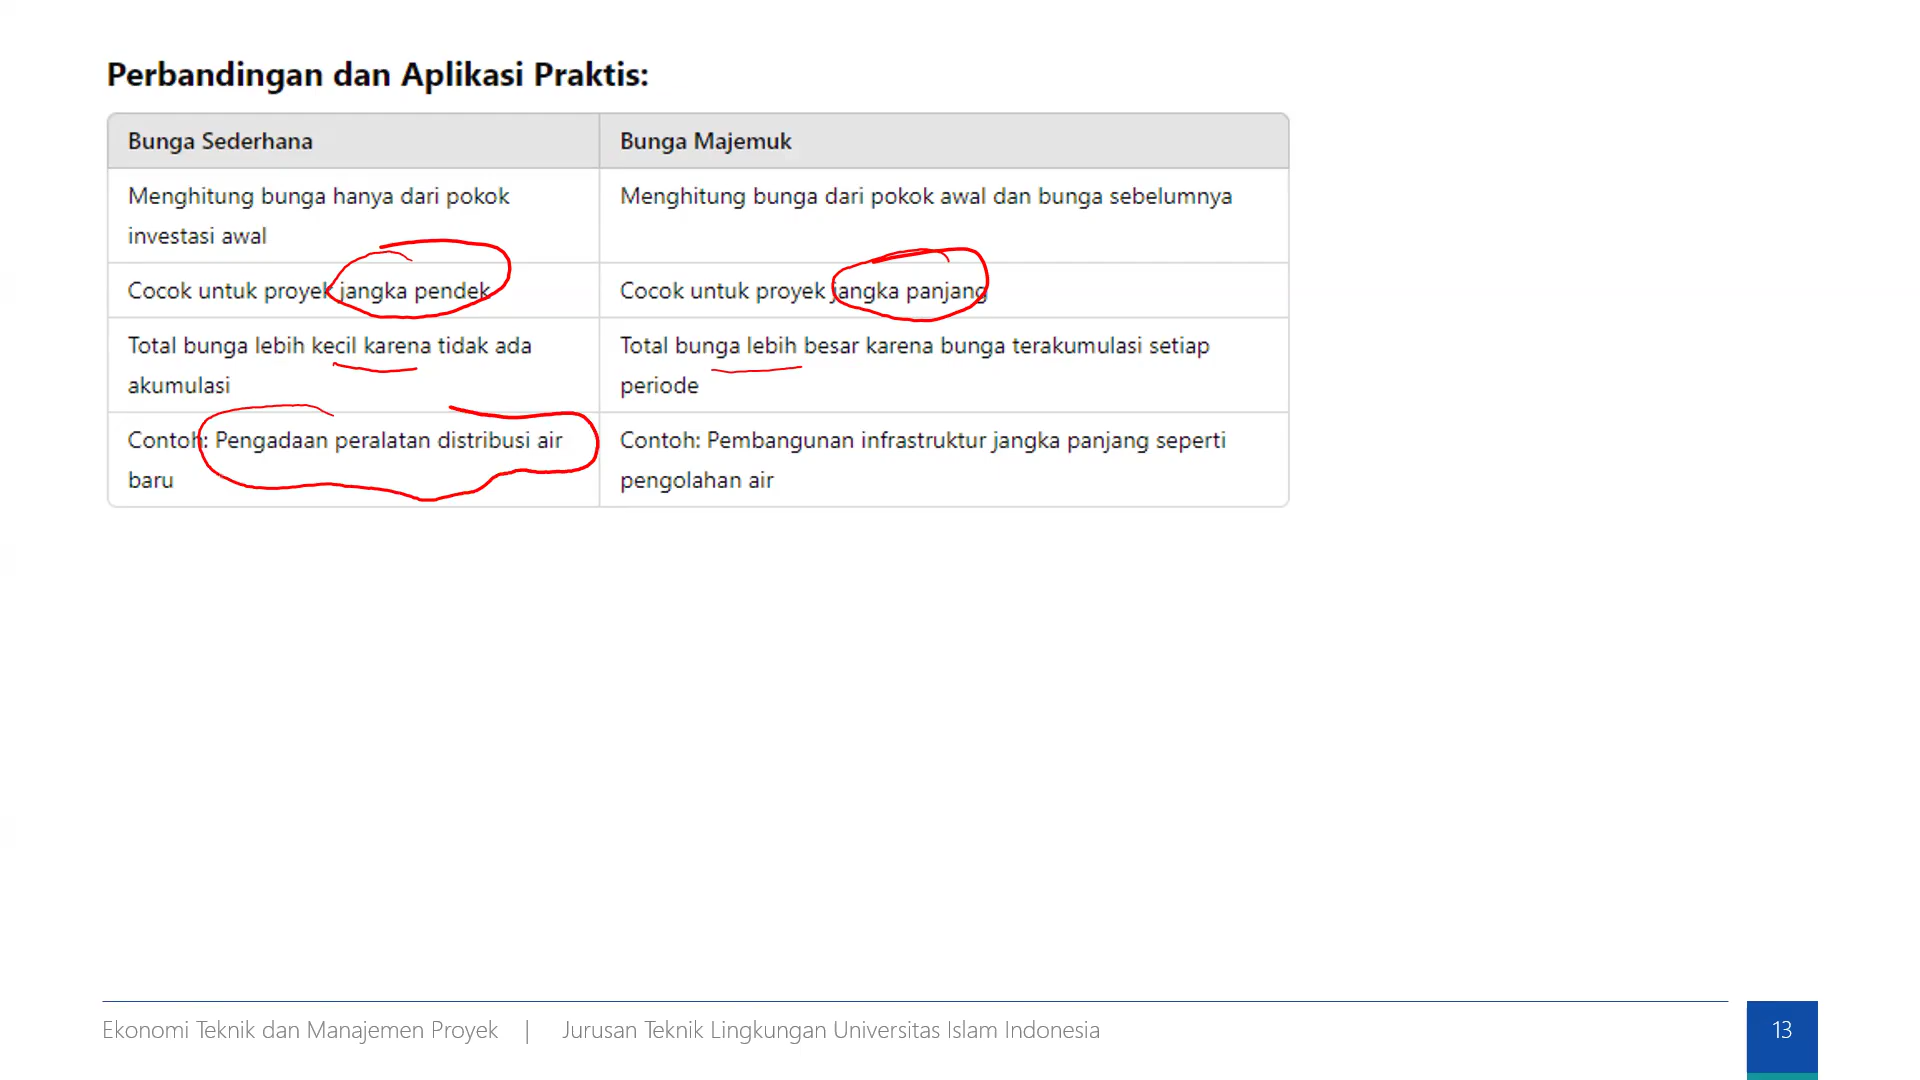 Perbandingan dan Aplikasi Praktis:
Bunga Sederhana
Bunga Majemuk
Menghitung bunga hanya dari pokok
investasi awal
Menghitung bunga dari pokok awal dan bunga sebelumnya
Cocok untuk proyek jangka pendek
Cocok untuk proyek jangka panjang
Total bunga lebih kecil karena tidak ada
akumulasi
Total bunga lebih besar karena bunga terakumulasi setiap
periode
Contoh: Pengadaan peralatan distribusi air
baru
Contoh: Pembangunan infrastruktur jangka panjang seperti
pengolahan air
Ekonomi Teknik dan Manajemen Proyek | Jurusan Teknik Lingkungan Universitas Islam Indonesia
13